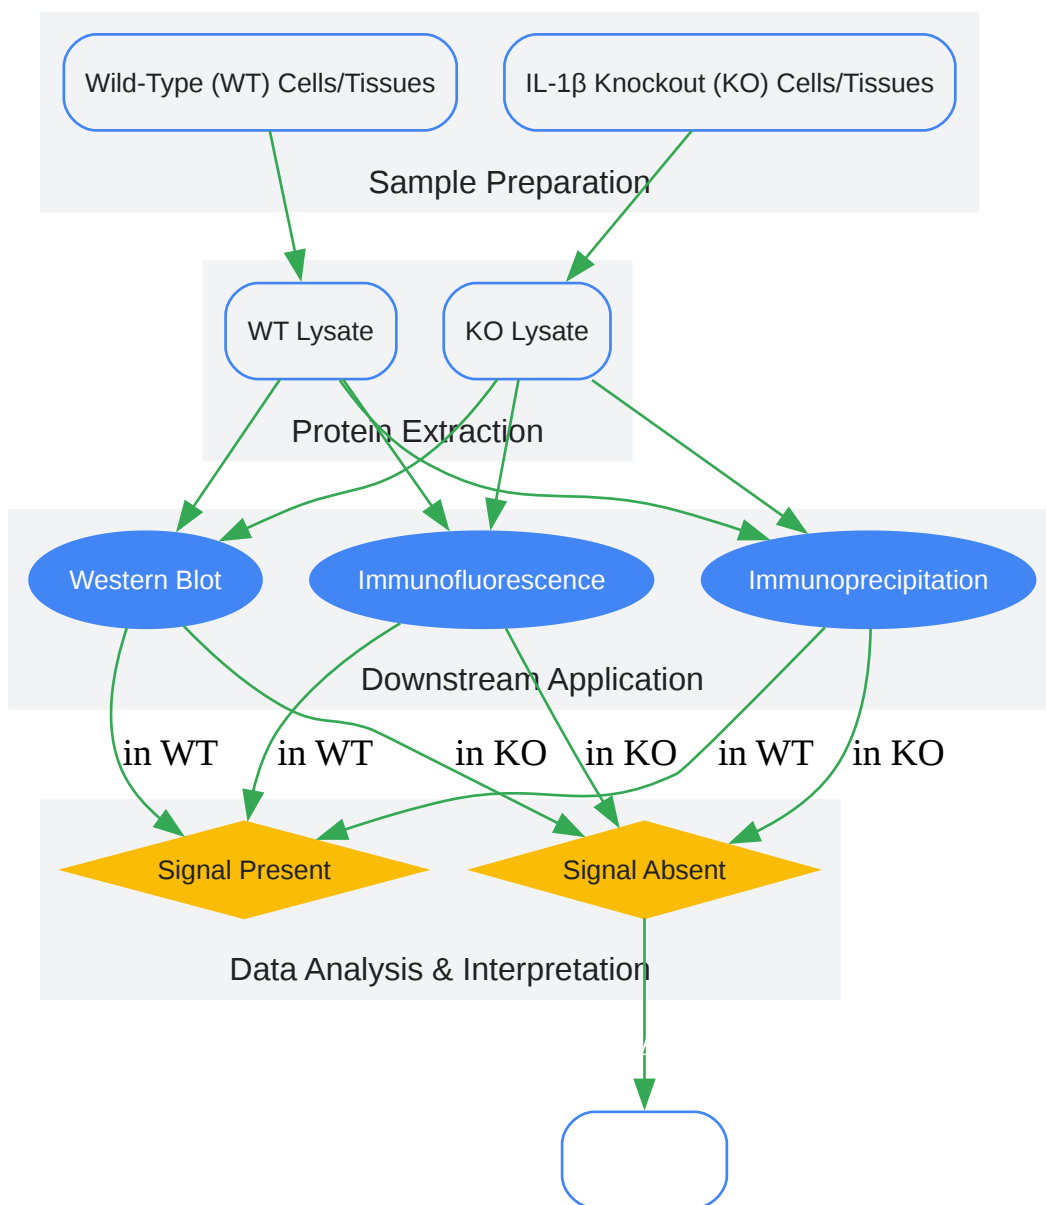 Wild-Type (WT) Cells/Tissues
IL-1β Knockout (KO) Cells/Tissues
Sample Preparation
WT Lysate
KO Lysate
Protein Extraction
Western Blot
Immunofluorescence
Immunoprecipitation
Downstream Application
in WT
in WT
in KO
in KO
in WT
in KO
Signal Present
Signal Absent
Data Analysis & Interpretation